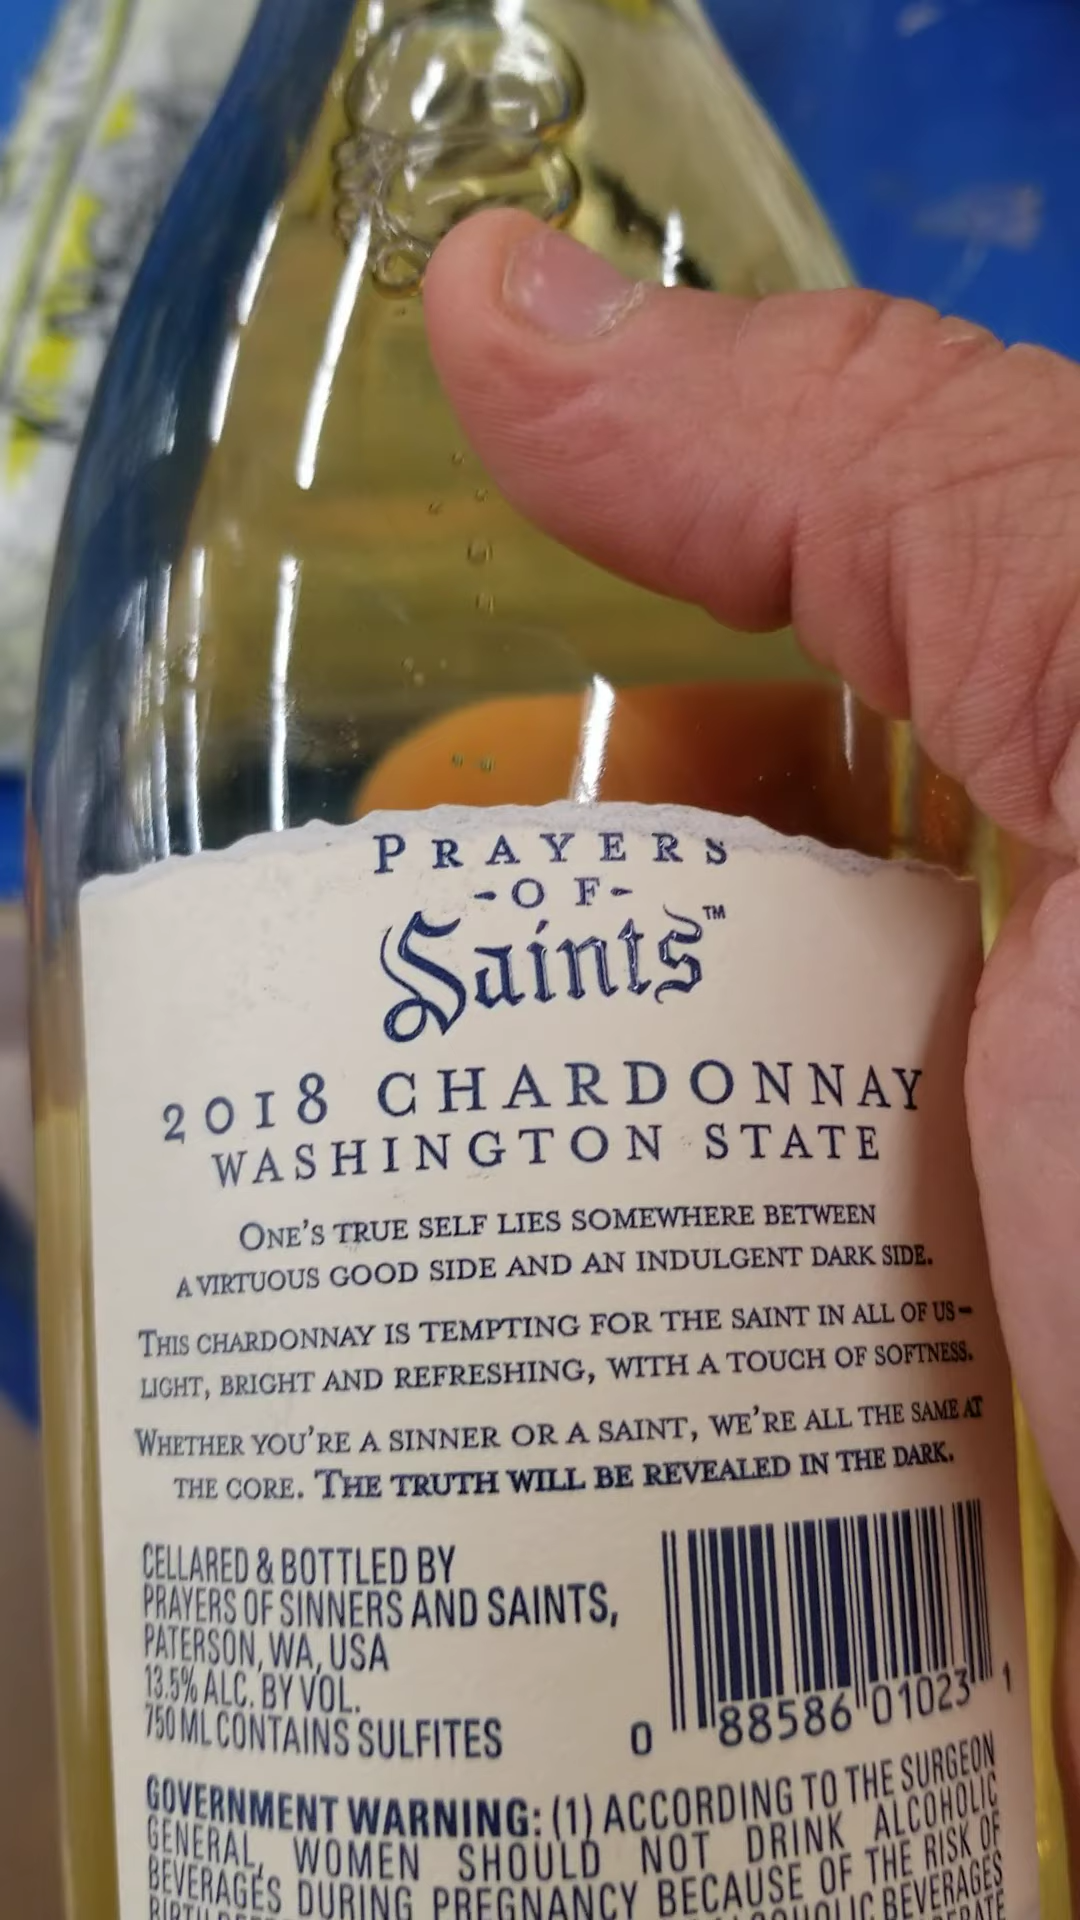 PRAYERS
-OF-
Saints™
2018 CHARDONNAY
WASHINGTON STATE
ONE'S TRUE SELF LIES SOMEWHERE BETWEEN
A VIRTUOUS GOOD SIDE AND AN INDULGENT DARK SIDE.
THIS CHARDONNAY IS TEMPTING FOR THE SAINT IN ALL OF US–
LIGHT, BRIGHT AND REFRESHING, WITH A TOUCH OF SOFTNESS.
WHETHER YOU'RE A SINNER OR A SAINT, WE'RE ALL THE SAME AT
THE CORE. THE TRUTH WILL BE REVEALED IN THE DARK.
CELLARED & BOTTLED BY
PRAYERS OF SINNERS AND SAINTS,
PATERSON, WA, USA
13.5% ALC. BY VOL.
750 ML CONTAINS SULFITES
0 88586 01023 1
GOVERNMENT WARNING: (1) ACCORDING TO THE SURGEON
GENERAL, WOMEN SHOULD NOT DRINK ALCOHOLIC
BEVERAGES DURING PREGNANCY BECAUSE OF THE RISK OF
BEVERAGES